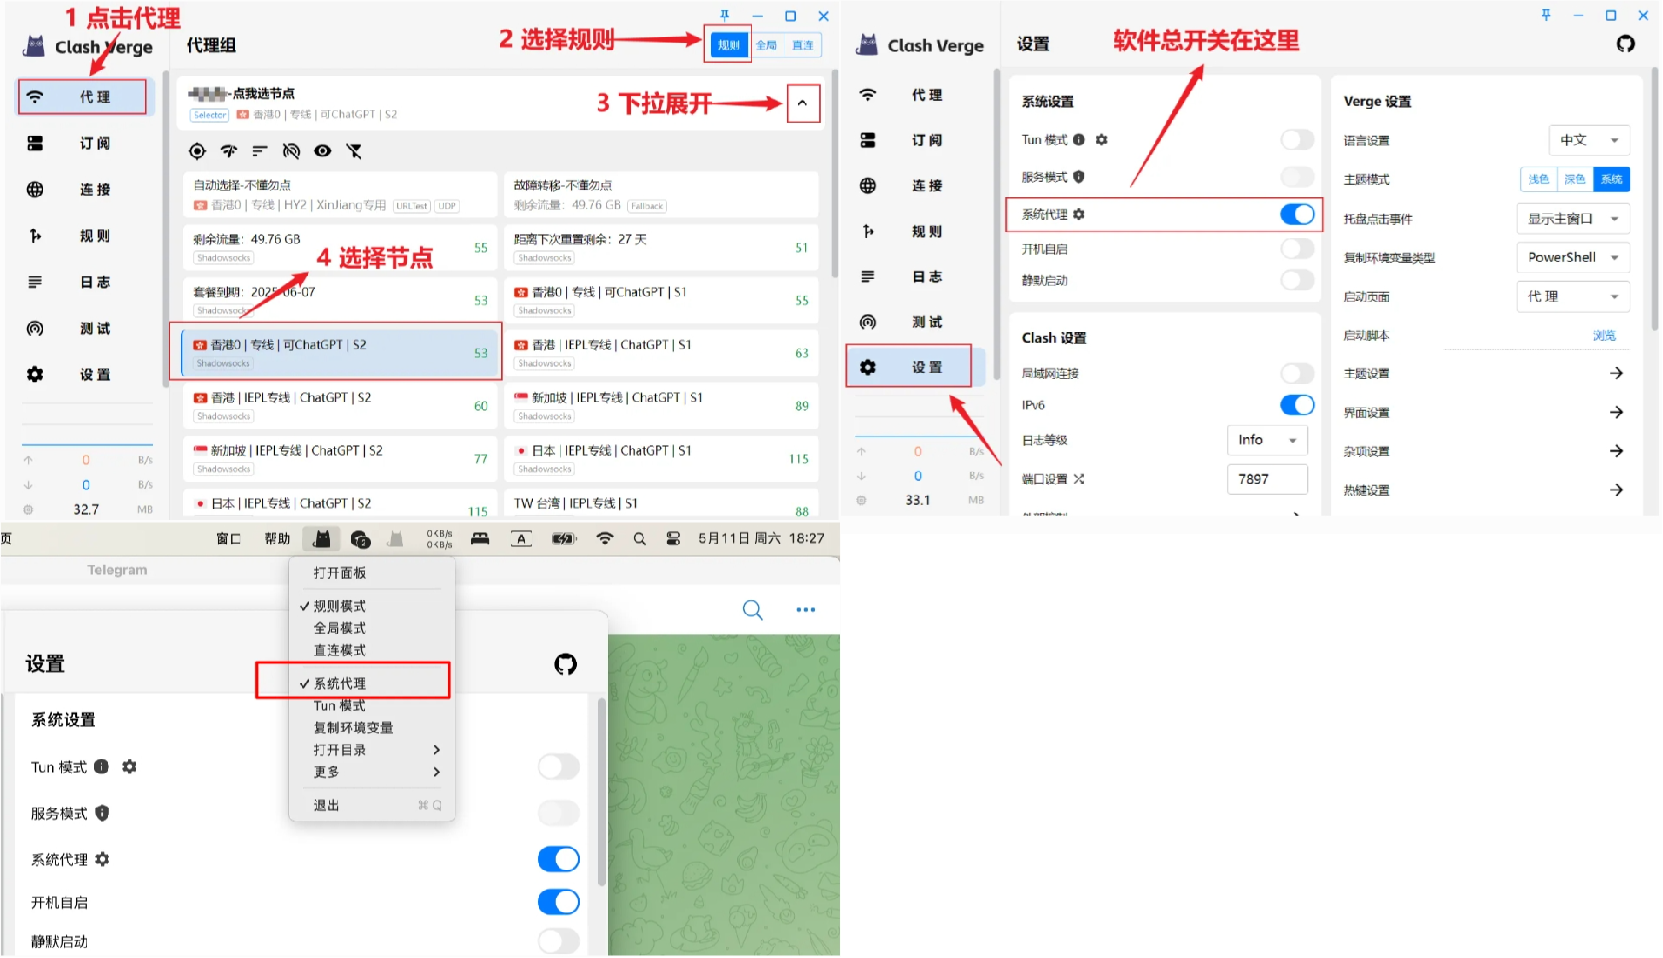 1 点击代理
Clash Verge
代理组
2 选择规则
规则
全局
直连
代 理
订 阅
连 接
规 则
日 志
测 试
设 置
0 B/s
0 B/s
32.7 MB
-点我选节点
Selector 香港0 | 专线 | 可ChatGPT | S2
3 下拉展开
自动选择-不懂勿点
香港0 | 专线 | HY2 | XinJiang专用 URLTest UDP
故障转移-不懂勿点
剩余流量：49.76 GB Fallback
剩余流量：49.76 GB
Shadowsocks
55
距离下次重置剩余：27 天
Shadowsocks
51
4 选择节点
套餐到期：2025-06-07
Shadowsocks
53
香港0 | 专线 | 可ChatGPT | S1
Shadowsocks
55
香港0 | 专线 | 可ChatGPT | S2
Shadowsocks
53
香港 | IEPL专线 | ChatGPT | S1
Shadowsocks
63
香港 | IEPL专线 | ChatGPT | S2
Shadowsocks
60
新加坡 | IEPL专线 | ChatGPT | S1
Shadowsocks
89
新加坡 | IEPL专线 | ChatGPT | S2
Shadowsocks
77
日本 | IEPL专线 | ChatGPT | S1
Shadowsocks
115
日本 | IEPL专线 | ChatGPT | S2
115
TW 台湾 | IEPL专线 | S1
88
Clash Verge
设置
软件总开关在这里
代 理
订 阅
连 接
规 则
日 志
测 试
设 置
0 B/s
0 B/s
33.1 MB
系统设置
Tun 模式
服务模式
系统代理
开机自启
静默启动
Clash 设置
局域网连接
IPv6
日志等级 Info
端口设置 7897
Verge 设置
语言设置 中文
主题模式 浅色 深色 系统
托盘点击事件 显示主窗口
复制环境变量类型 PowerShell
启动页面 代 理
启动脚本 浏览
主题设置
界面设置
杂项设置
热键设置
页 窗口 帮助 0KB/s 0KB/s A 5月11日 周六 18:27
Telegram
打开面板
✓ 规则模式
全局模式
直连模式
✓ 系统代理
Tun 模式
复制环境变量
打开目录
更多
退出 ⌘ Q
设置
系统设置
Tun 模式
服务模式
系统代理
开机自启
静默启动